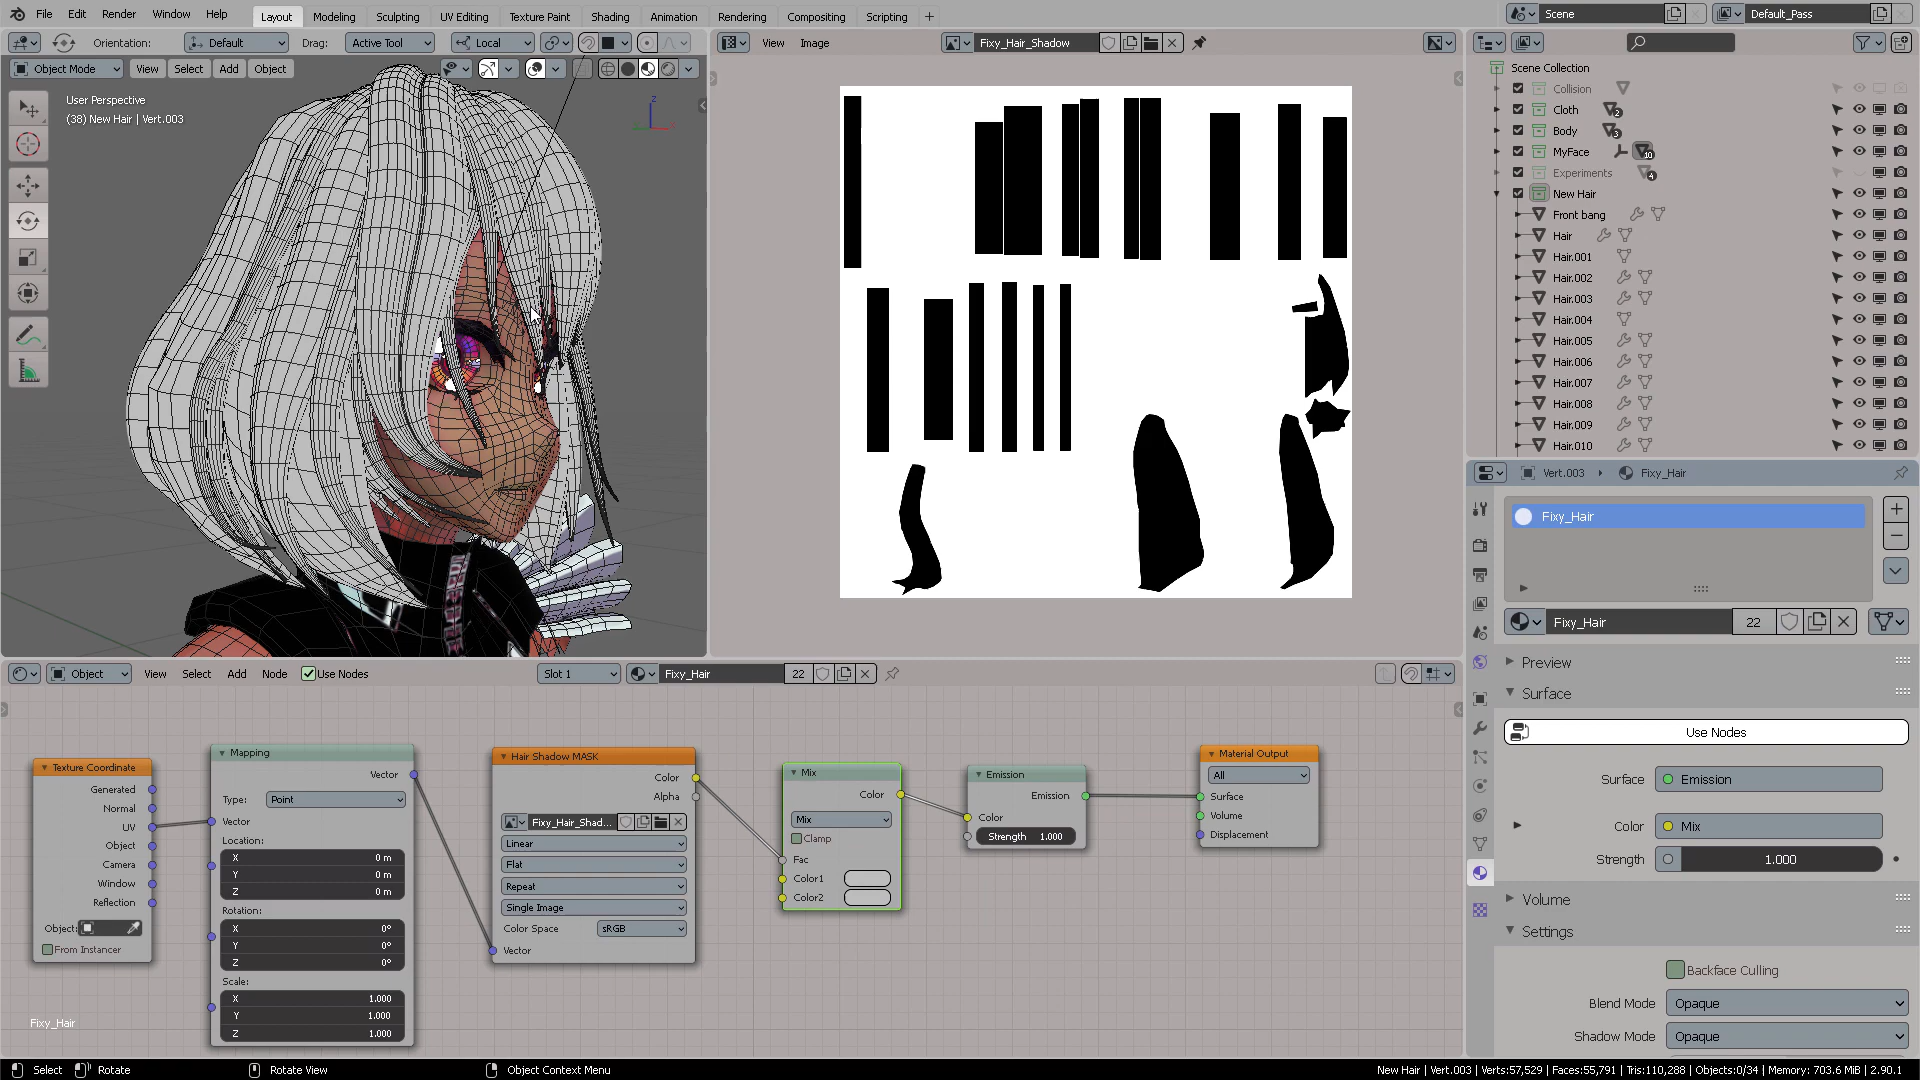 File Edit Render Window Help Layout Modeling Sculpting UV Editing Texture Paint Shading Animation Rendering Compositing Scripting + Scene Default_Pass
Orientation: Default Drag: Active Tool Local View Image Fixy_Hair_Shadow
Object Mode View Select Add Object
User Perspective
(38) New Hair | Vert.003
Z
Scene Collection
Collision
Cloth 2
Body 3
MyFace 10
Experiments 4
New Hair
Front bang
Hair
Hair.001
Hair.002
Hair.003
Hair.004
Hair.005
Hair.006
Hair.007
Hair.008
Hair.009
Hair.010
Vert.003 Fixy_Hair
Fixy_Hair
Fixy_Hair 22
Preview
Surface
Use Nodes
Surface Emission
Color Mix
Strength 1.000
Volume
Settings
Backface Culling
Blend Mode Opaque
Shadow Mode Opaque
Object View Select Add Node Use Nodes Slot 1 Fixy_Hair 22
Texture Coordinate
Generated
Normal
UV
Object
Camera
Window
Reflection
Object:
From Instancer
Mapping
Vector
Type: Point
Vector
Location:
X 0 m
Y 0 m
Z 0 m
Rotation:
X 0°
Y 0°
Z 0°
Scale:
X 1.000
Y 1.000
Z 1.000
Hair Shadow MASK
Color
Alpha
Fixy_Hair_Shad...
Linear
Flat
Repeat
Single Image
Color Space sRGB
Vector
Mix
Color
Mix
Clamp
Fac
Color1
Color2
Emission
Emission
Color
Strength 1.000
Material Output
All
Surface
Volume
Displacement
Fixy_Hair
Select Rotate Rotate View Object Context Menu New Hair | Vert.003 | Verts:57,529 | Faces:55,791 | Tris:110,288 | Objects:0/34 | Memory: 703.6 MiB | 2.90.1